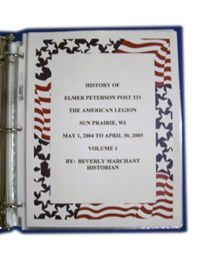 HISTORY OF
ELMER PETERSON POST 333
THE AMERICAN LEGION
SUN PRAIRIE, WI
MAY 1, 2004 TO APRIL 30, 2005
VOLUME 1
BY: BEVERLY MARCHANT
HISTORIAN